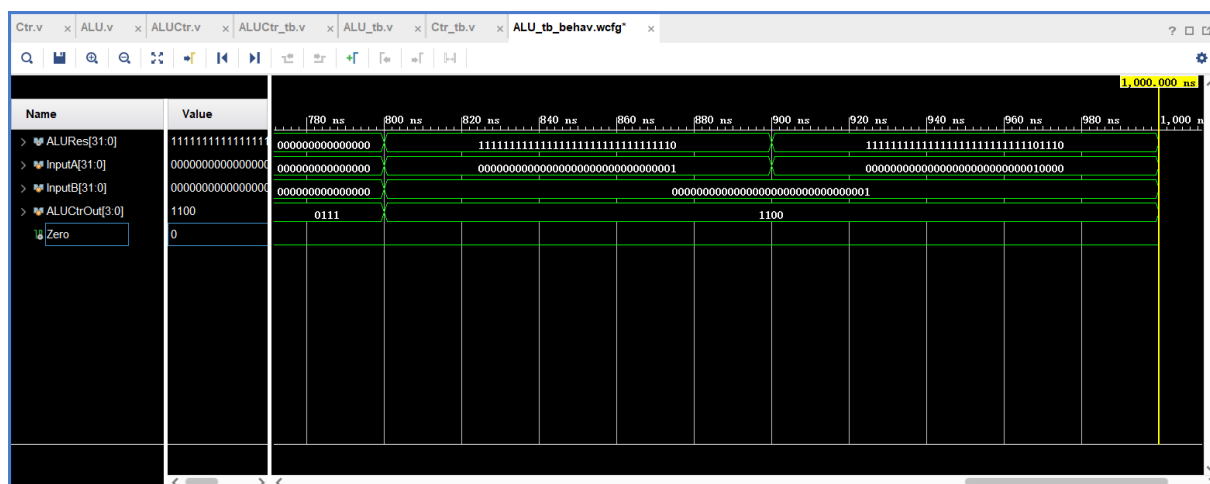 Ctr.v × ALU.v × ALUCtr.v × ALUCtr_tb.v × ALU_tb.v × Ctr_tb.v × ALU_tb_behav.wcfg* ×
1,000.000 ns
Name Value
780 ns 800 ns 820 ns 840 ns 860 ns 880 ns 900 ns 920 ns 940 ns 960 ns 980 ns 1,000 n
ALURes[31:0] 1111111111111111 000000000000000 11111111111111111111111111111110 11111111111111111111111111101110
InputA[31:0] 0000000000000000 000000000000000 00000000000000000000000000000001 00000000000000000000000000010000
InputB[31:0] 0000000000000000 000000000000000 00000000000000000000000000000001
ALUCtrOut[3:0] 1100 0111 1100
Zero 0